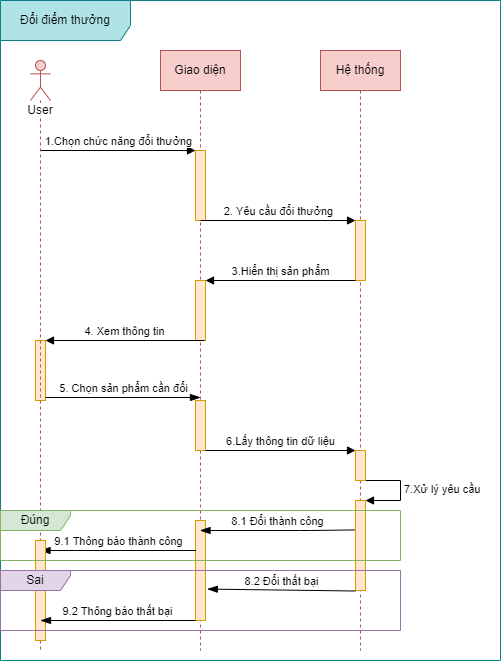 Đổi điểm thưởng
User
Giao diện
Hệ thống
1.Chọn chức năng đổi thưởng
2. Yêu cầu đổi thưởng
3.Hiển thị sản phẩm
4. Xem thông tin
5. Chọn sản phẩm cần đổi
6.Lấy thông tin dữ liệu
7.Xử lý yêu cầu
Đúng
8.1 Đổi thành công
9.1 Thông báo thành công
Sai
8.2 Đổi thất bại
9.2 Thông báo thất bại